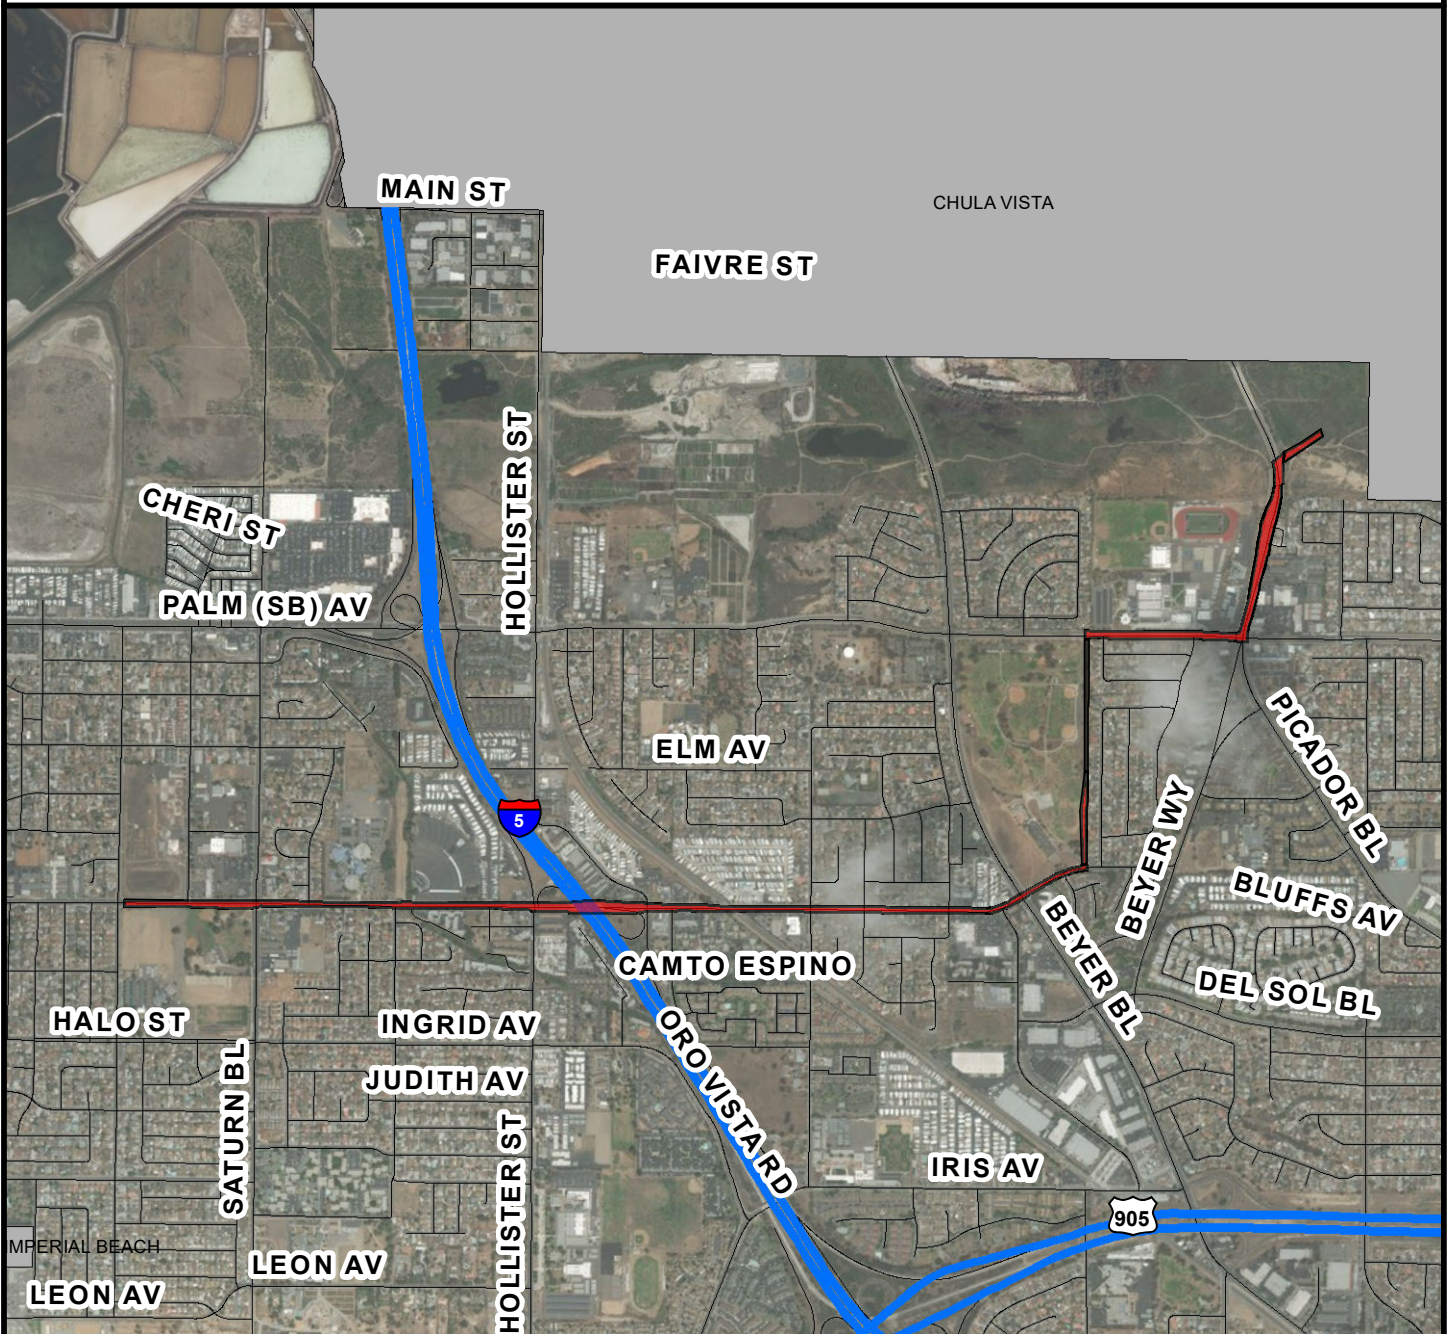 MAIN ST
CHULA VISTA
FAIVRE ST
HOLLISTER ST
CHERI ST
PALM (SB) AV
ELM AV
PICADOR BL
5
BEYER WY
BLUFFS AV
BEYER BL
CAMTO ESPINO
DEL SOL BL
HALO ST
INGRID AV
ORO VISTA RD
SATURN BL
JUDITH AV
HOLLISTER ST
IRIS AV
905
MPERIAL BEACH
LEON AV
LEON AV